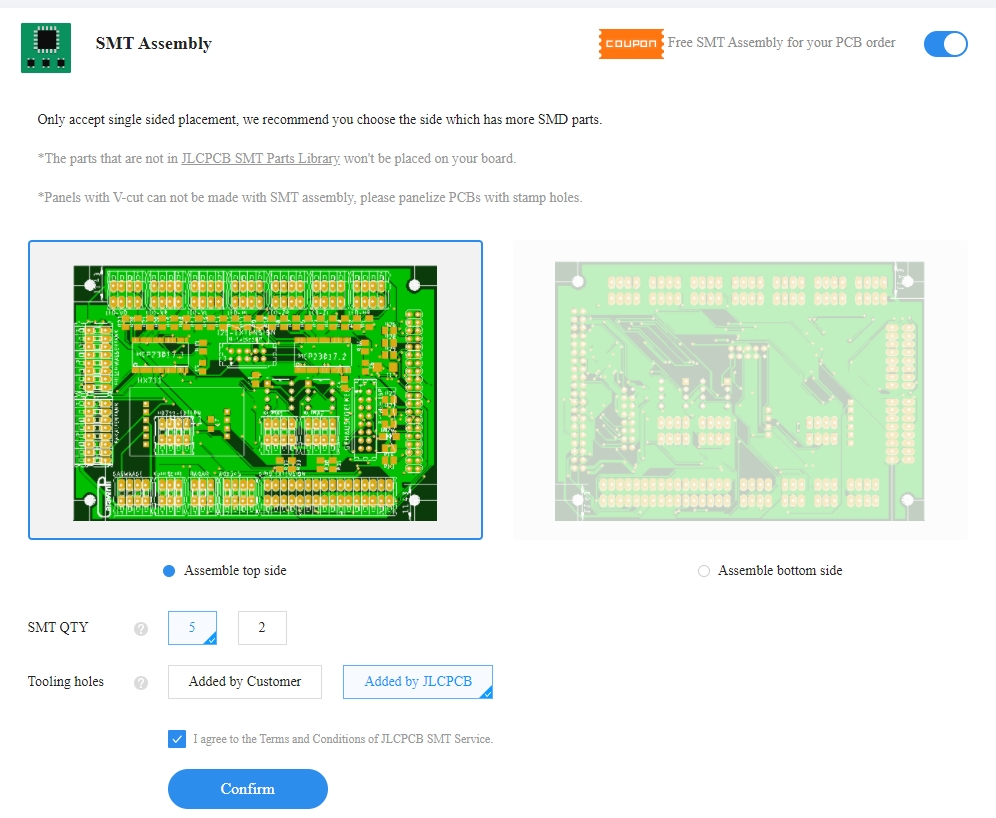 SMT Assembly
COUPON Free SMT Assembly for your PCB order
Only accept single sided placement, we recommend you choose the side which has more SMD parts.
*The parts that are not in JLCPCB SMT Parts Library won't be placed on your board.
*Panels with V-cut can not be made with SMT assembly, please panelize PCBs with stamp holes.
MCP23017_1
MCP23017_2
HX711
Assemble top side
Assemble bottom side
SMT QTY ? 5 2
Tooling holes ? Added by Customer Added by JLCPCB
I agree to the Terms and Conditions of JLCPCB SMT Service.
Confirm